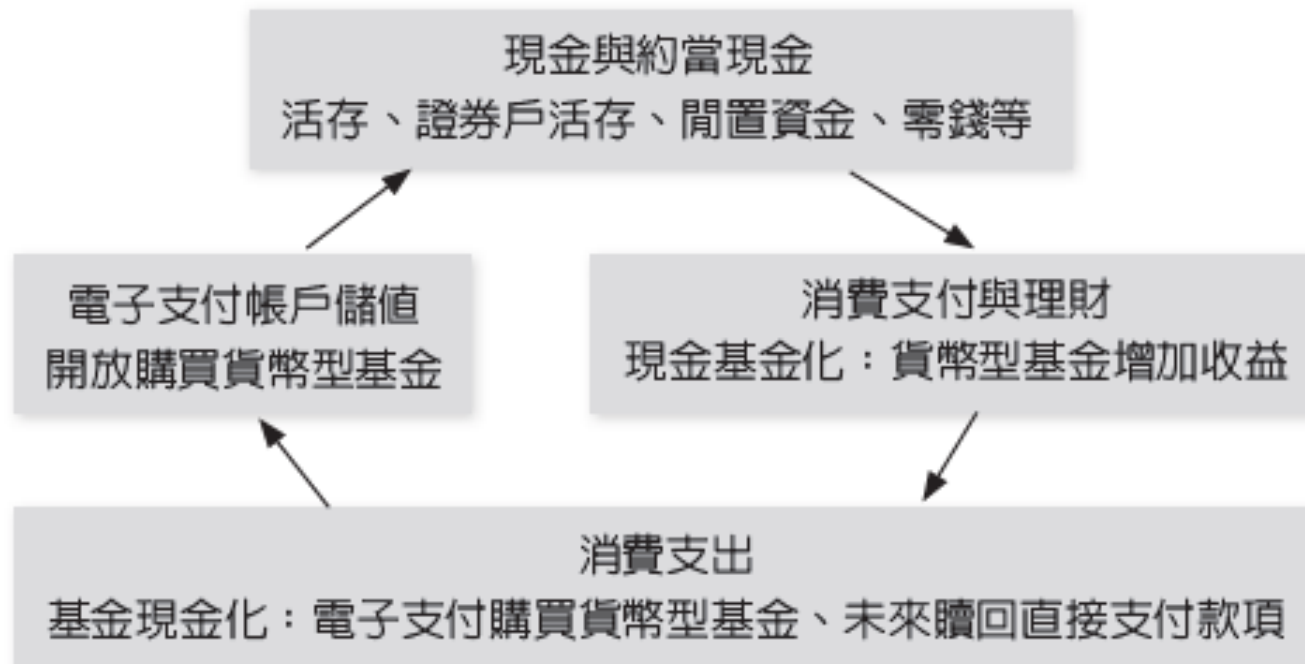 現金與約當現金
活存、證券戶活存、閒置資金、零錢等
電子支付帳戶儲值
開放購買貨幣型基金
消費支付與理財
現金基金化：貨幣型基金增加收益
消費支出
基金現金化：電子支付購買貨幣型基金、未來贖回直接支付款項